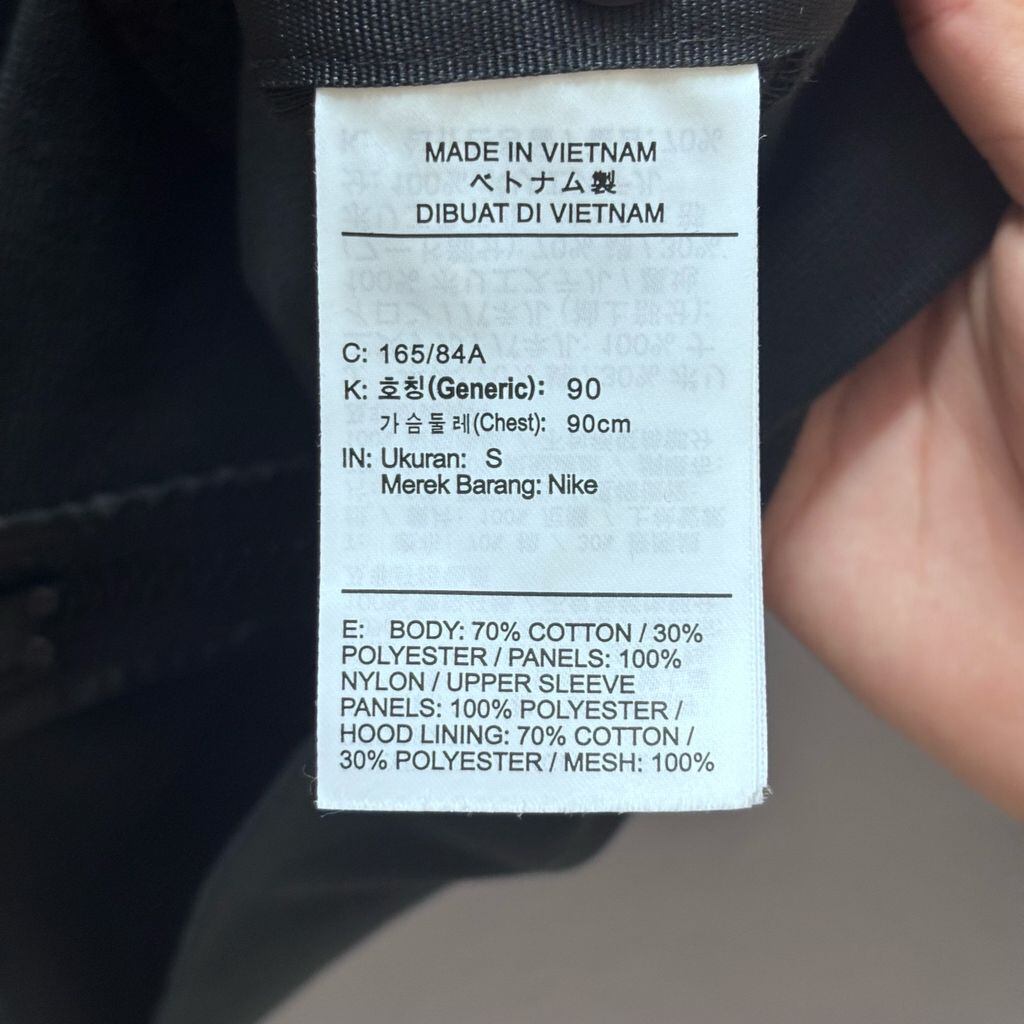 MADE IN VIETNAM
ベトナム製
DIBUAT DI VIETNAM
C: 165/84A
K: 호칭(Generic): 90
가슴둘레(Chest): 90cm
IN: Ukuran: S
Merek Barang: Nike
E: BODY: 70% COTTON / 30%
POLYESTER / PANELS: 100%
NYLON / UPPER SLEEVE
PANELS: 100% POLYESTER /
HOOD LINING: 70% COTTON /
30% POLYESTER / MESH: 100%